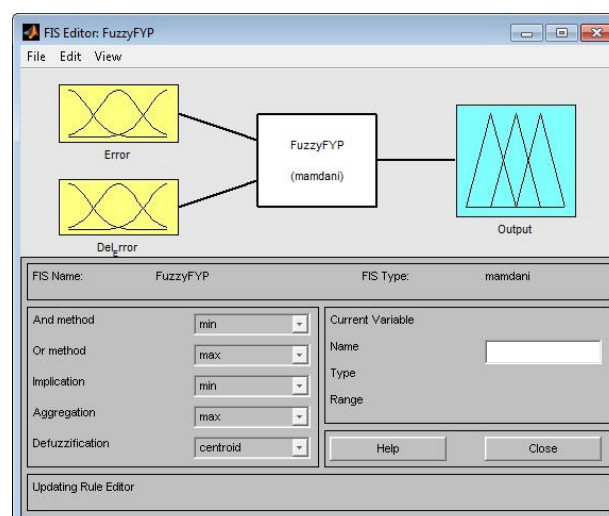 FIS Editor: FuzzyFYP
File Edit View
Error
FuzzyFYP
(mamdani)
Output
Del_Error
FIS Name: FuzzyFYP FIS Type: mamdani
And method min
Or method max
Implication min
Aggregation max
Defuzzification centroid
Current Variable
Name
Type
Range
Help Close
Updating Rule Editor